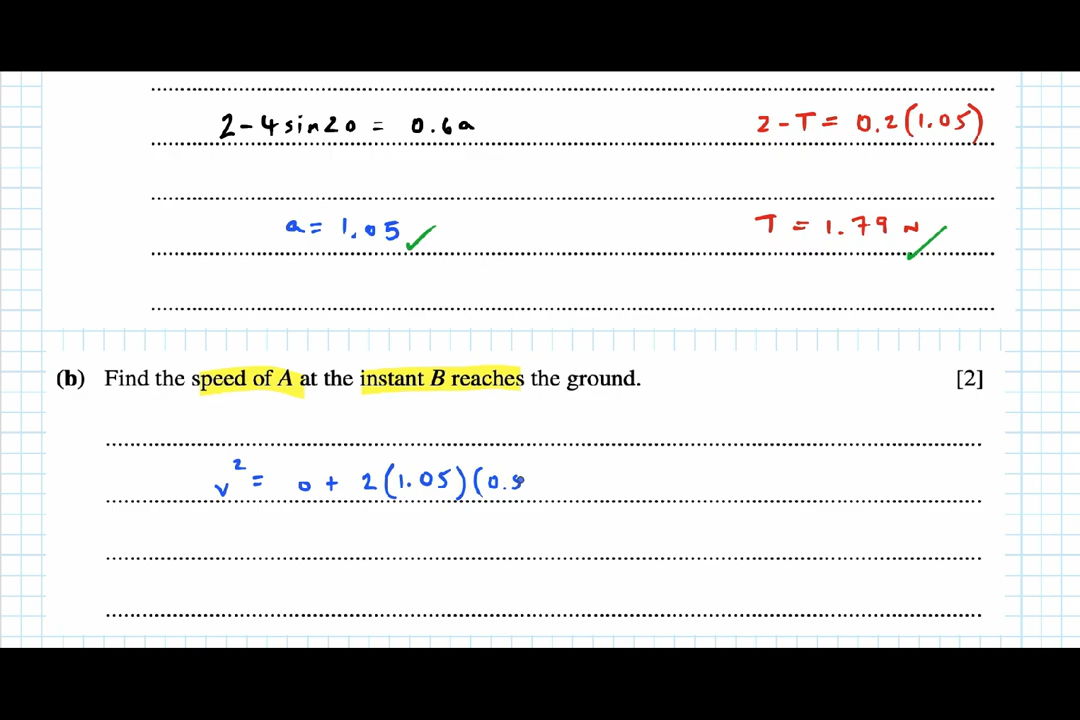 2 - 4 sin 20 = 0.6a 2 - T = 0.2(1.05)
a = 1.05 ✓ T = 1.79 N ✓
(b) Find the speed of A at the instant B reaches the ground. [2]
v² = 0 + 2(1.05)(0.